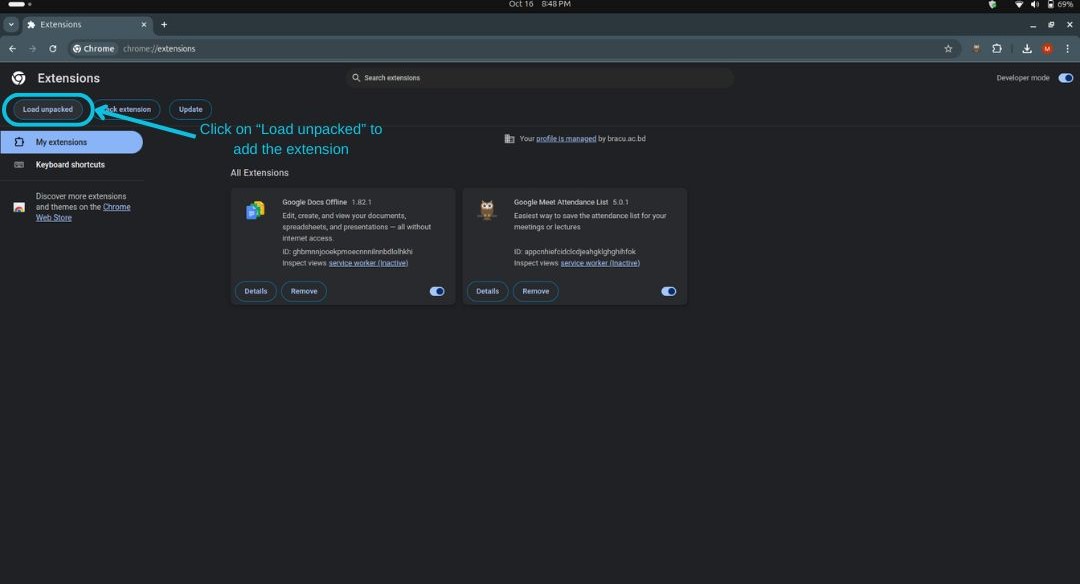 Oct 16 8:48 PM
69%
Extensions
Chrome
chrome://extensions
M
Extensions
Search extensions
Developer mode
Load unpacked
extension
Update
Click on “Load unpacked” to
add the extension
My extensions
Keyboard shortcuts
Discover more extensions
and themes on the Chrome
Web Store
Your profile is managed by bracu.ac.bd
All Extensions
Google Docs Offline 1.82.1
Edit, create, and view your documents,
spreadsheets, and presentations — all without
internet access.
ID: ghbmnnjooekpmoecnnnilnnbdlolhkhi
Inspect views service worker (Inactive)
Details
Remove
Google Meet Attendance List 5.0.1
Easiest way to save the attendance list for your
meetings or lectures
Inspect views service worker (Inactive)
Details
Remove